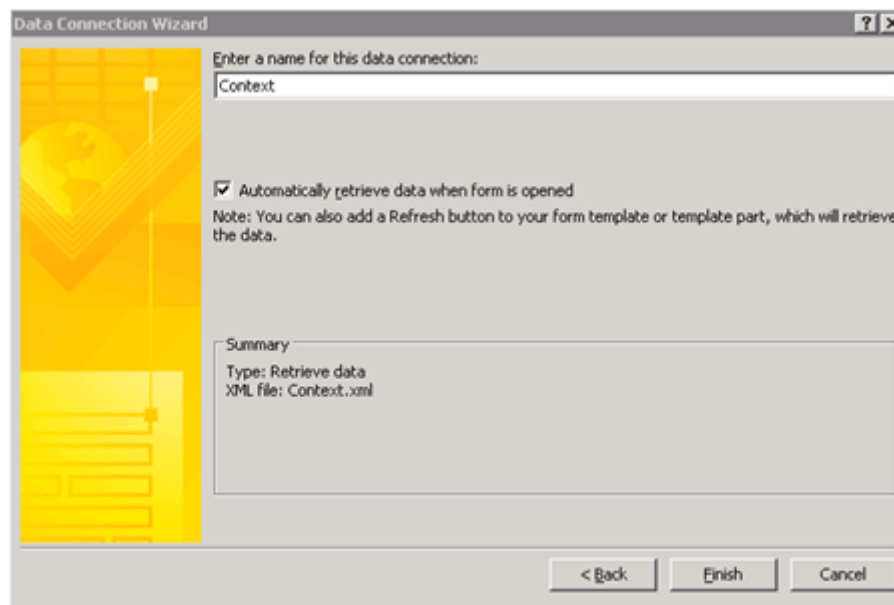 Data Connection Wizard
Enter a name for this data connection:
Context
Automatically retrieve data when form is opened
Note: You can also add a Refresh button to your form template or template part, which will retrieve
the data.
Summary
Type: Retrieve data
XML file: Context.xml
< Back Finish Cancel